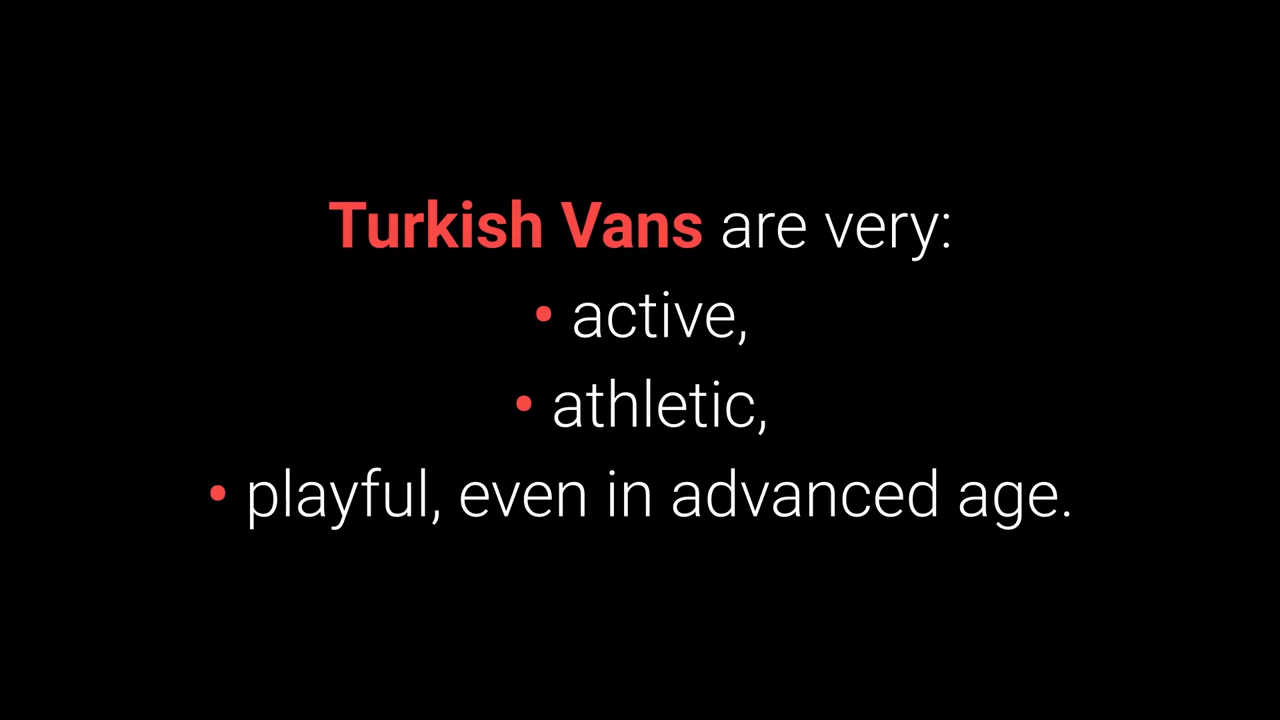 Turkish Vans are very:
• active,
• athletic,
• playful, even in advanced age.